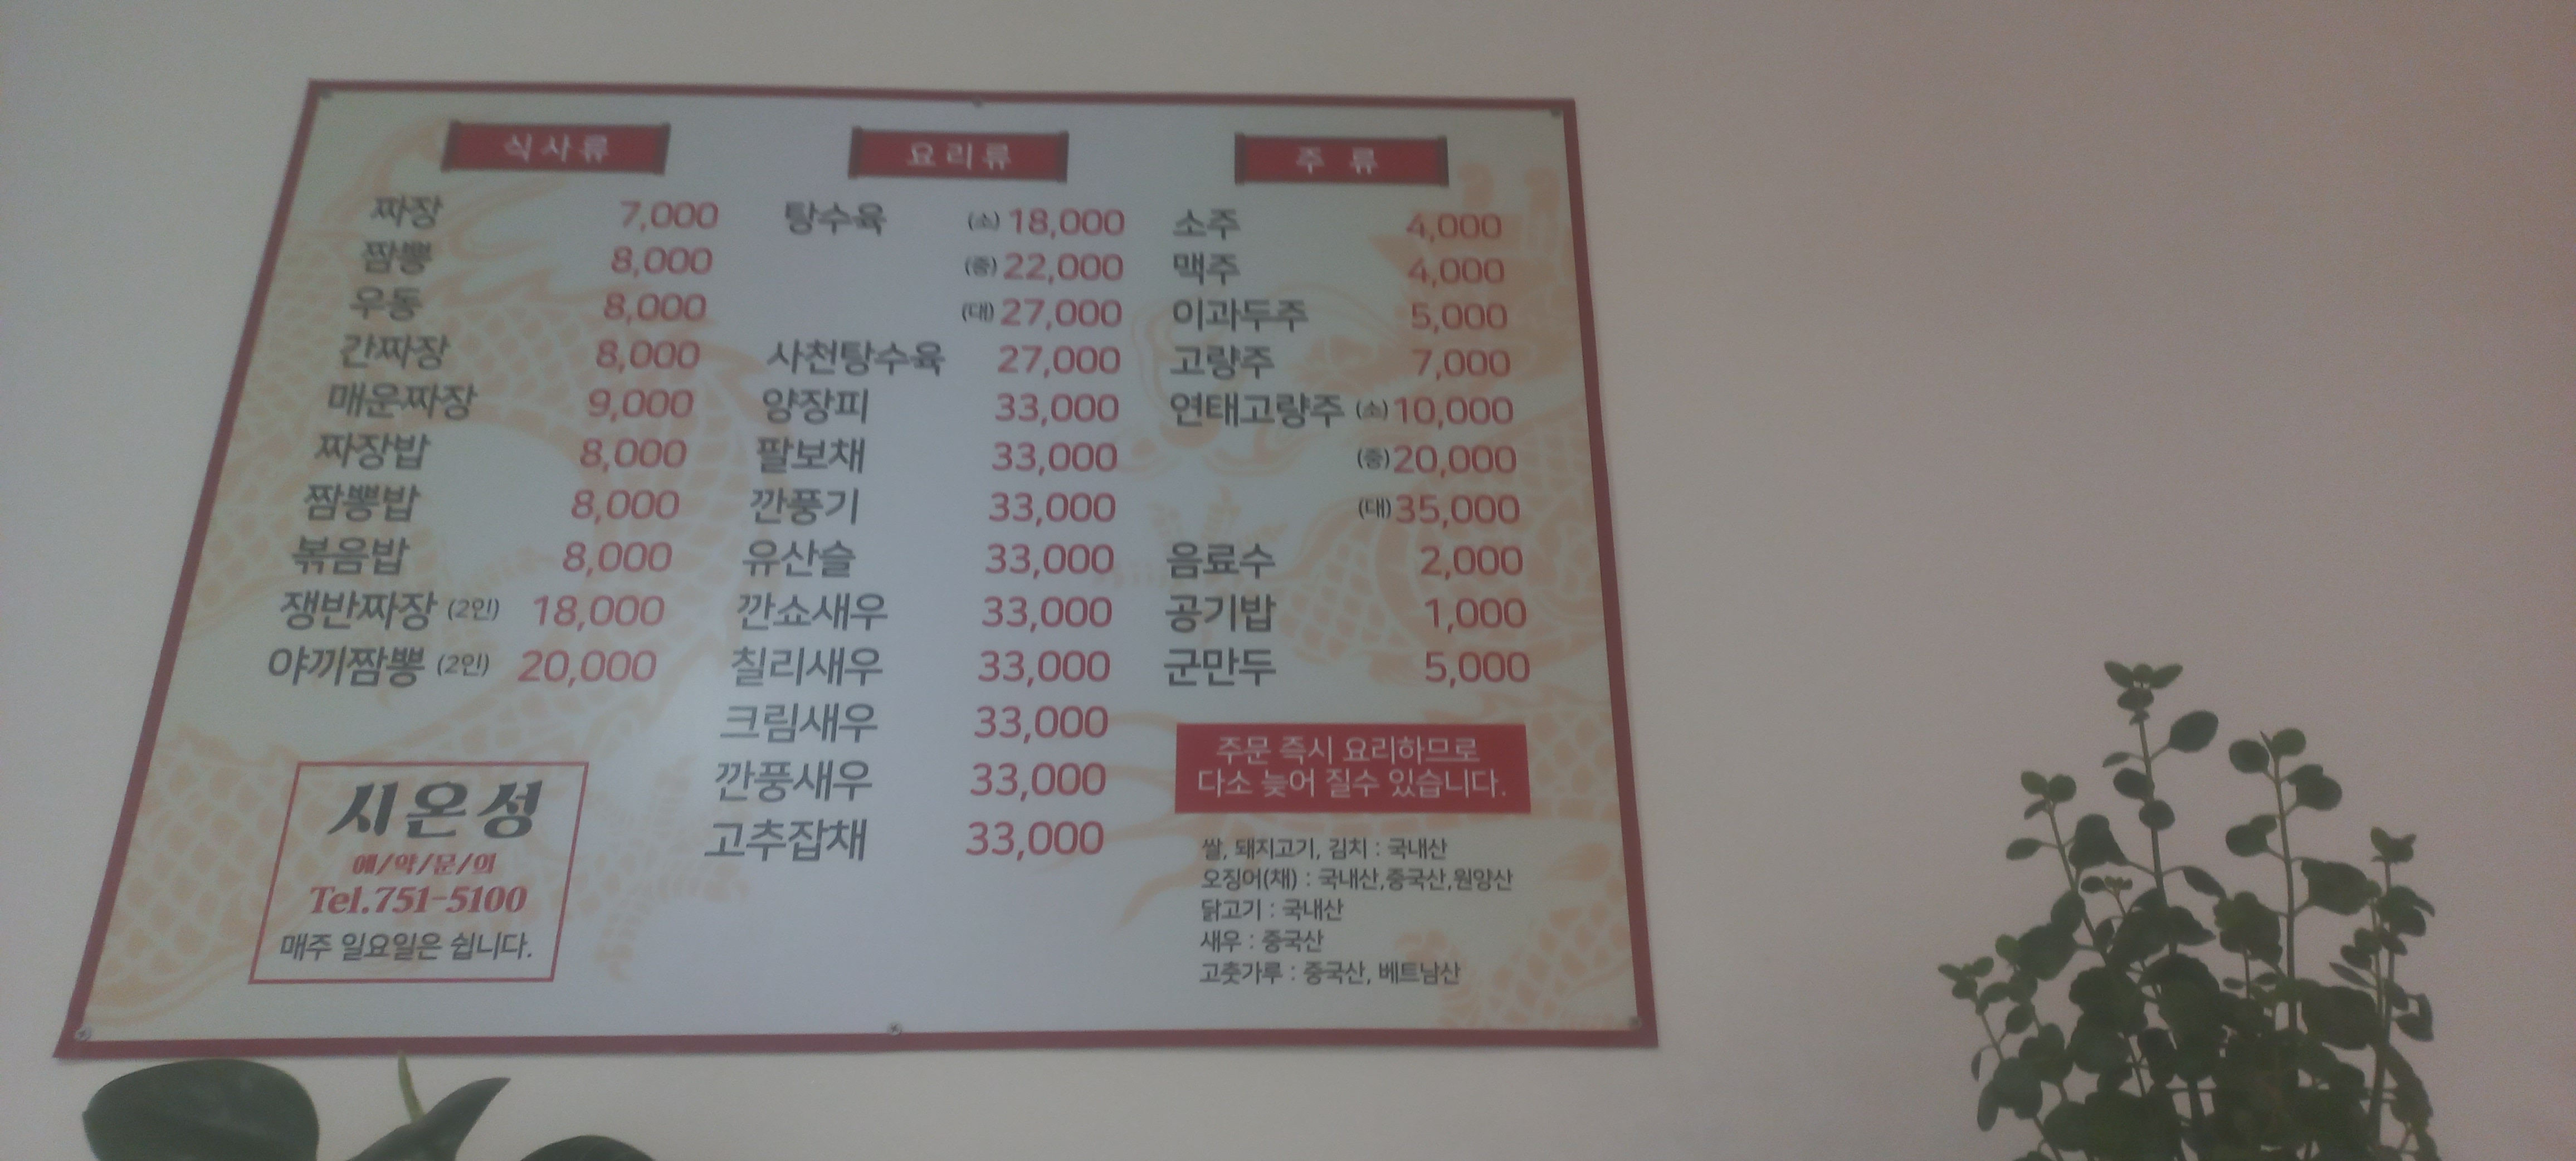 식사류
짜장 7,000
짬뽕 8,000
우동 8,000
간짜장 8,000
매운짜장 9,000
짜장밥 8,000
짬뽕밥 8,000
볶음밥 8,000
쟁반짜장 (2인) 18,000
야끼짬뽕 (2인) 20,000
시온성
예/약/문/의
Tel.751-5100
매주 일요일은 쉽니다.
요리류
탕수육 (소) 18,000
(중) 22,000
(대) 27,000
사천탕수육 27,000
양장피 33,000
팔보채 33,000
깐풍기 33,000
유산슬 33,000
깐쇼새우 33,000
칠리새우 33,000
크림새우 33,000
깐풍새우 33,000
고추잡채 33,000
주 류
소주 4,000
맥주 4,000
이과두주 5,000
고량주 7,000
연태고량주 (소) 10,000
(중) 20,000
(대) 35,000
음료수 2,000
공기밥 1,000
군만두 5,000
주문 즉시 요리하므로
다소 늦어 질수 있습니다.
쌀, 돼지고기, 김치 : 국내산
오징어(채) : 국내산,중국산,원양산
닭고기 : 국내산
새우 : 중국산
고춧가루 : 중국산, 베트남산